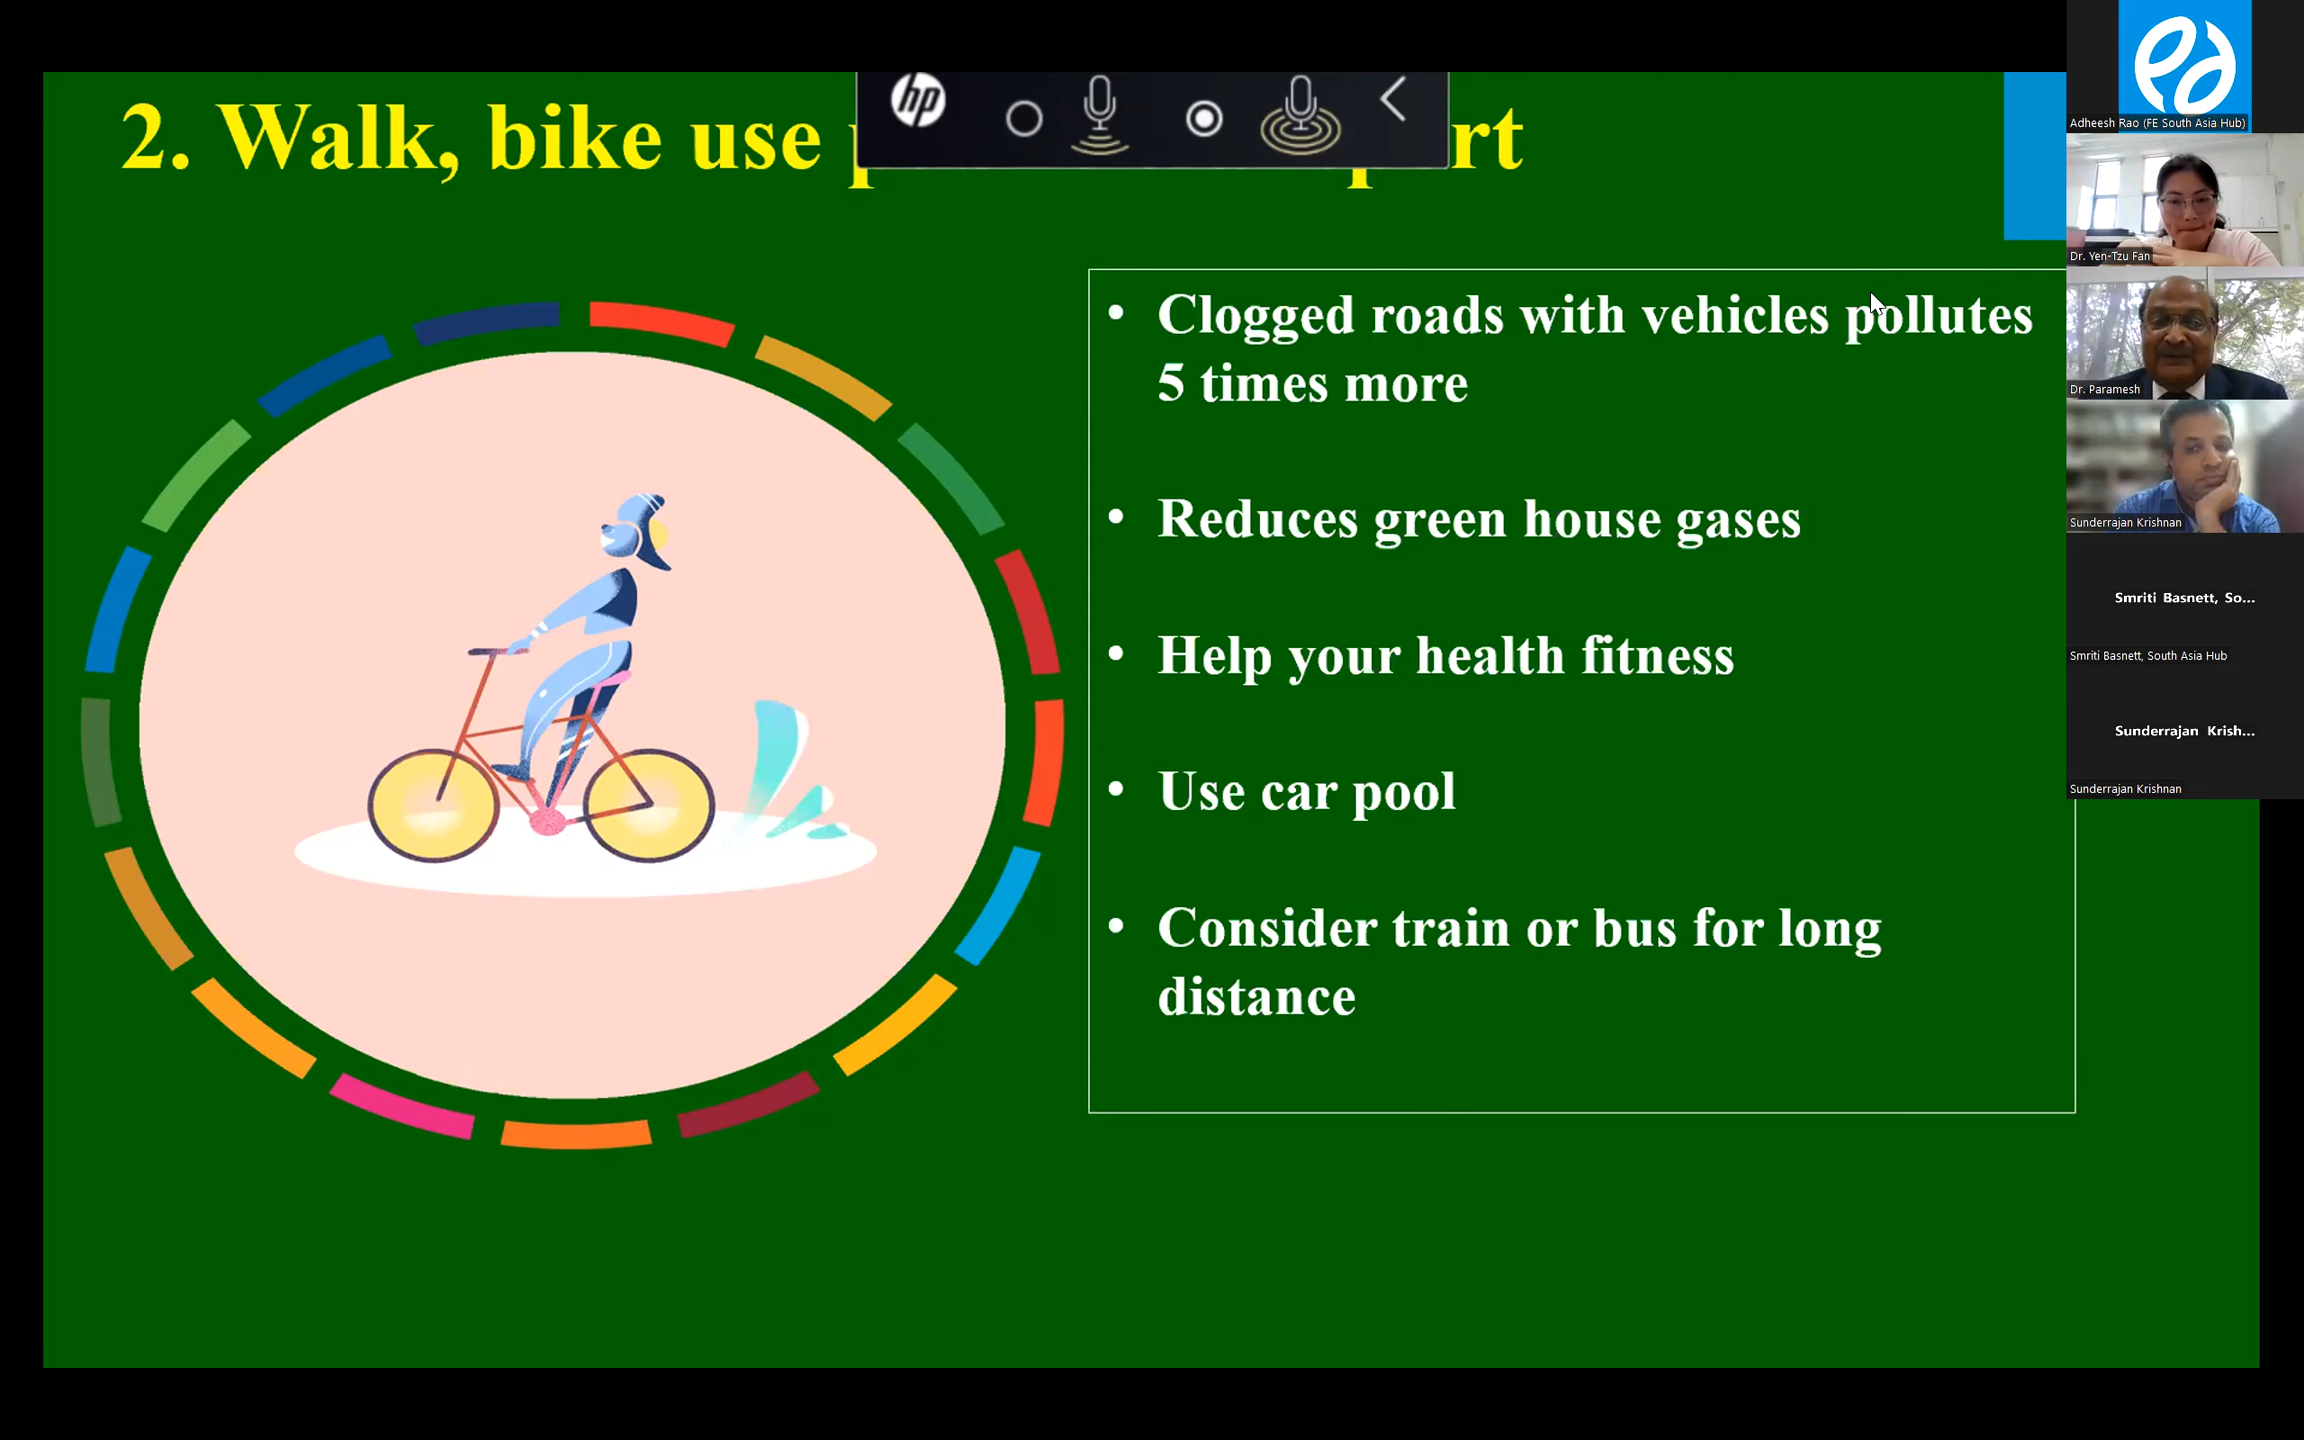 2. Walk, bike use
hp
• Clogged roads with vehicles pollutes
5 times more
• Reduces green house gases
• Help your health fitness
• Use car pool
• Consider train or bus for long
distance
Adheesh Rao (FE South Asia Hub)
Dr. Yen-Tzu Fan
Dr. Paramesh
Sunderrajan Krishnan
Smriti Basnett, So...
Smriti Basnett, South Asia Hub
Sunderrajan Krish...
Sunderrajan Krishnan